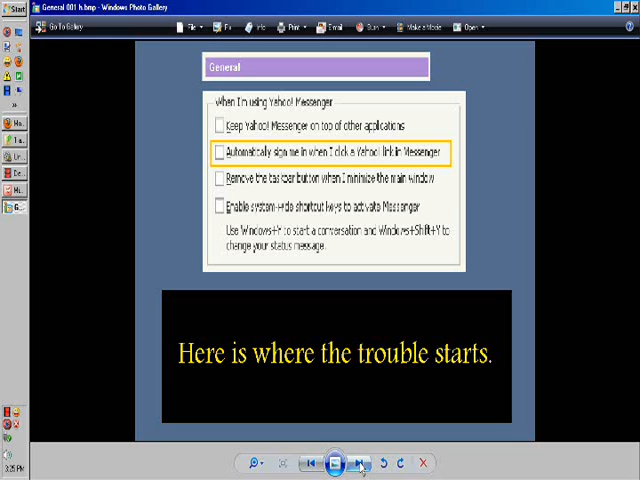 Start
General 001 h.bmp - Windows Photo Gallery
Go To Gallery
File
Fix
Info
Print
Email
Burn
Make a Movie
Open
General
When I'm using Yahoo! Messenger
Keep Yahoo! Messenger on top of other applications
Automatically sign me in when I click a Yahoo! link in Messenger
Remove the taskbar button when I minimize the main window
Enable system-wide shortcut keys to activate Messenger
Use Windows+Y to start a conversation and Windows+Shift+Y to
change your status message.
Here is where the trouble starts.
3:25 PM